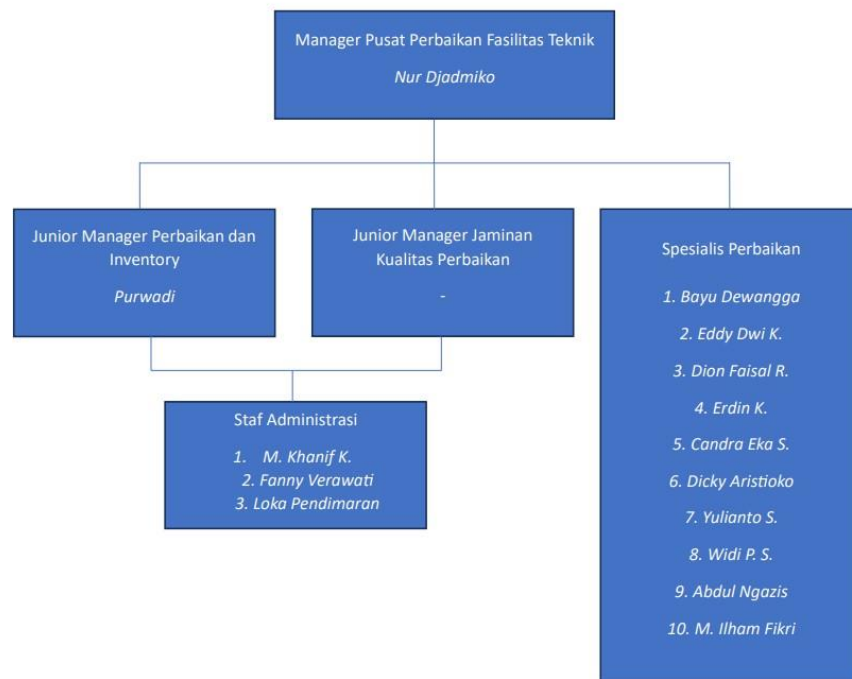 Manager Pusat Perbaikan Fasilitas Teknik
Nur Djadmiko
Junior Manager Perbaikan dan
Inventory
Purwadi
Junior Manager Jaminan
Kualitas Perbaikan
-
Spesialis Perbaikan
1. Bayu Dewangga
2. Eddy Dwi K.
3. Dion Faisal R.
4. Erdin K.
5. Candra Eka S.
6. Dicky Aristioko
7. Yulianto S.
8. Widi P. S.
9. Abdul Ngazis
10. M. Ilham Fikri
Staf Administrasi
1. M. Khanif K.
2. Fanny Verawati
3. Loka Pendimaran